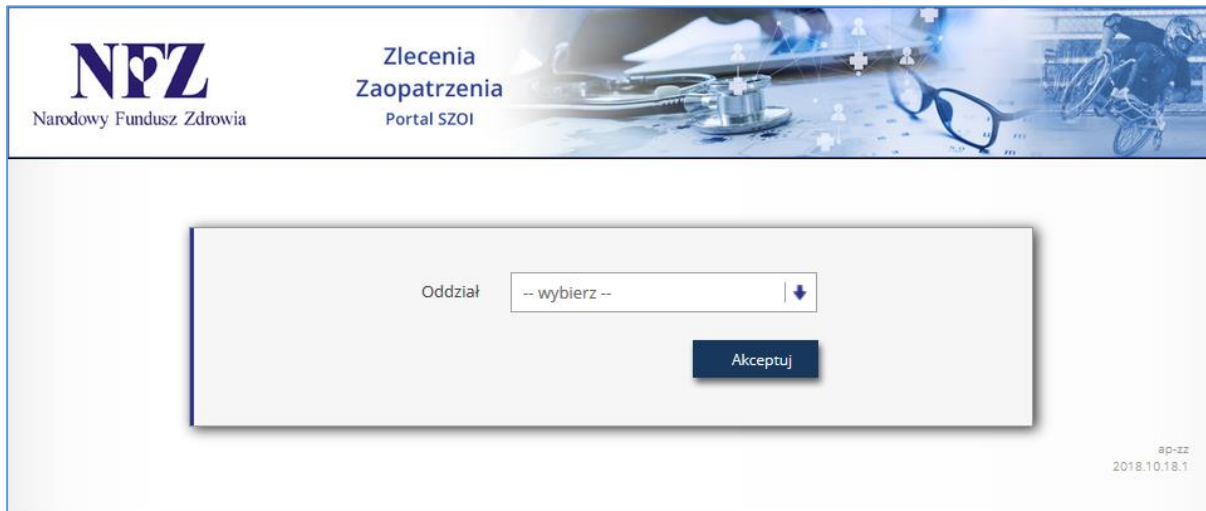 NFZ
Narodowy Fundusz Zdrowia
Zlecenia
Zaopatrzenia
Portal SZOI
Oddział
-- wybierz --
Akceptuj
ap-zz
2018.10.18.1